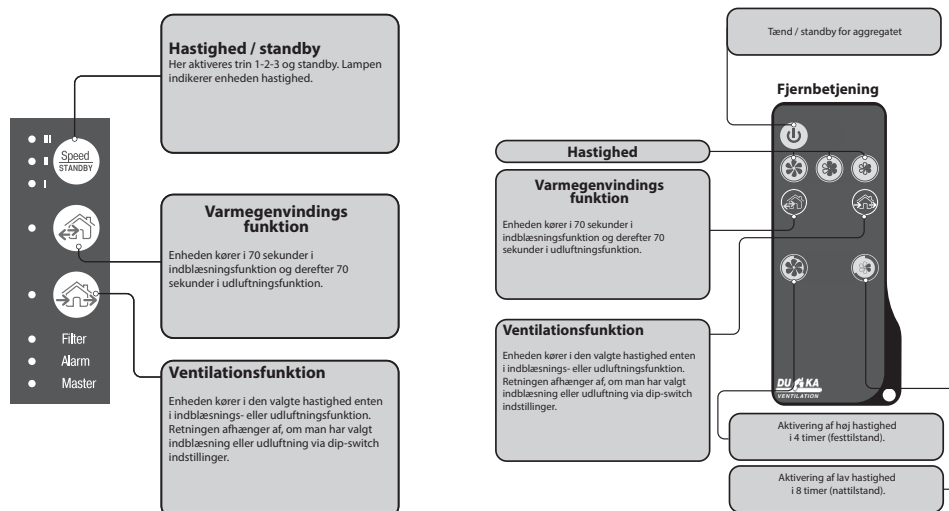 Hastighed / standby
Her aktiveres trin 1-2-3 og standby. Lampen
indikerer enheden hastighed.
III
II
I
Speed
STANDBY
Varmegenvindings
funktion
Enheden kører i 70 sekunder i
indblæsningsfunktion og derefter 70
sekunder i udluftningsfunktion.
Filter
Alarm
Master
Ventilationsfunktion
Enheden kører i den valgte hastighed enten
i indblæsnings- eller udluftningsfunktion.
Retningen afhænger af, om man har valgt
indblæsning eller udluftning via dip-switch
indstillinger.
Tænd / standby for aggregatet
Fjernbetjening
Hastighed
Varmegenvindings
funktion
Enheden kører i 70 sekunder i
indblæsningsfunktion og derefter 70
sekunder i udluftningsfunktion.
Ventilationsfunktion
Enheden kører i den valgte hastighed enten
i indblæsnings- eller udluftningsfunktion.
Retningen afhænger af, om man har valgt
indblæsning eller udluftning via dip-switch
indstillinger.
DUKA
VENTILATION
Aktivering af høj hastighed
i 4 timer (festtilstand).
Aktivering af lav hastighed
i 8 timer (nattilstand).